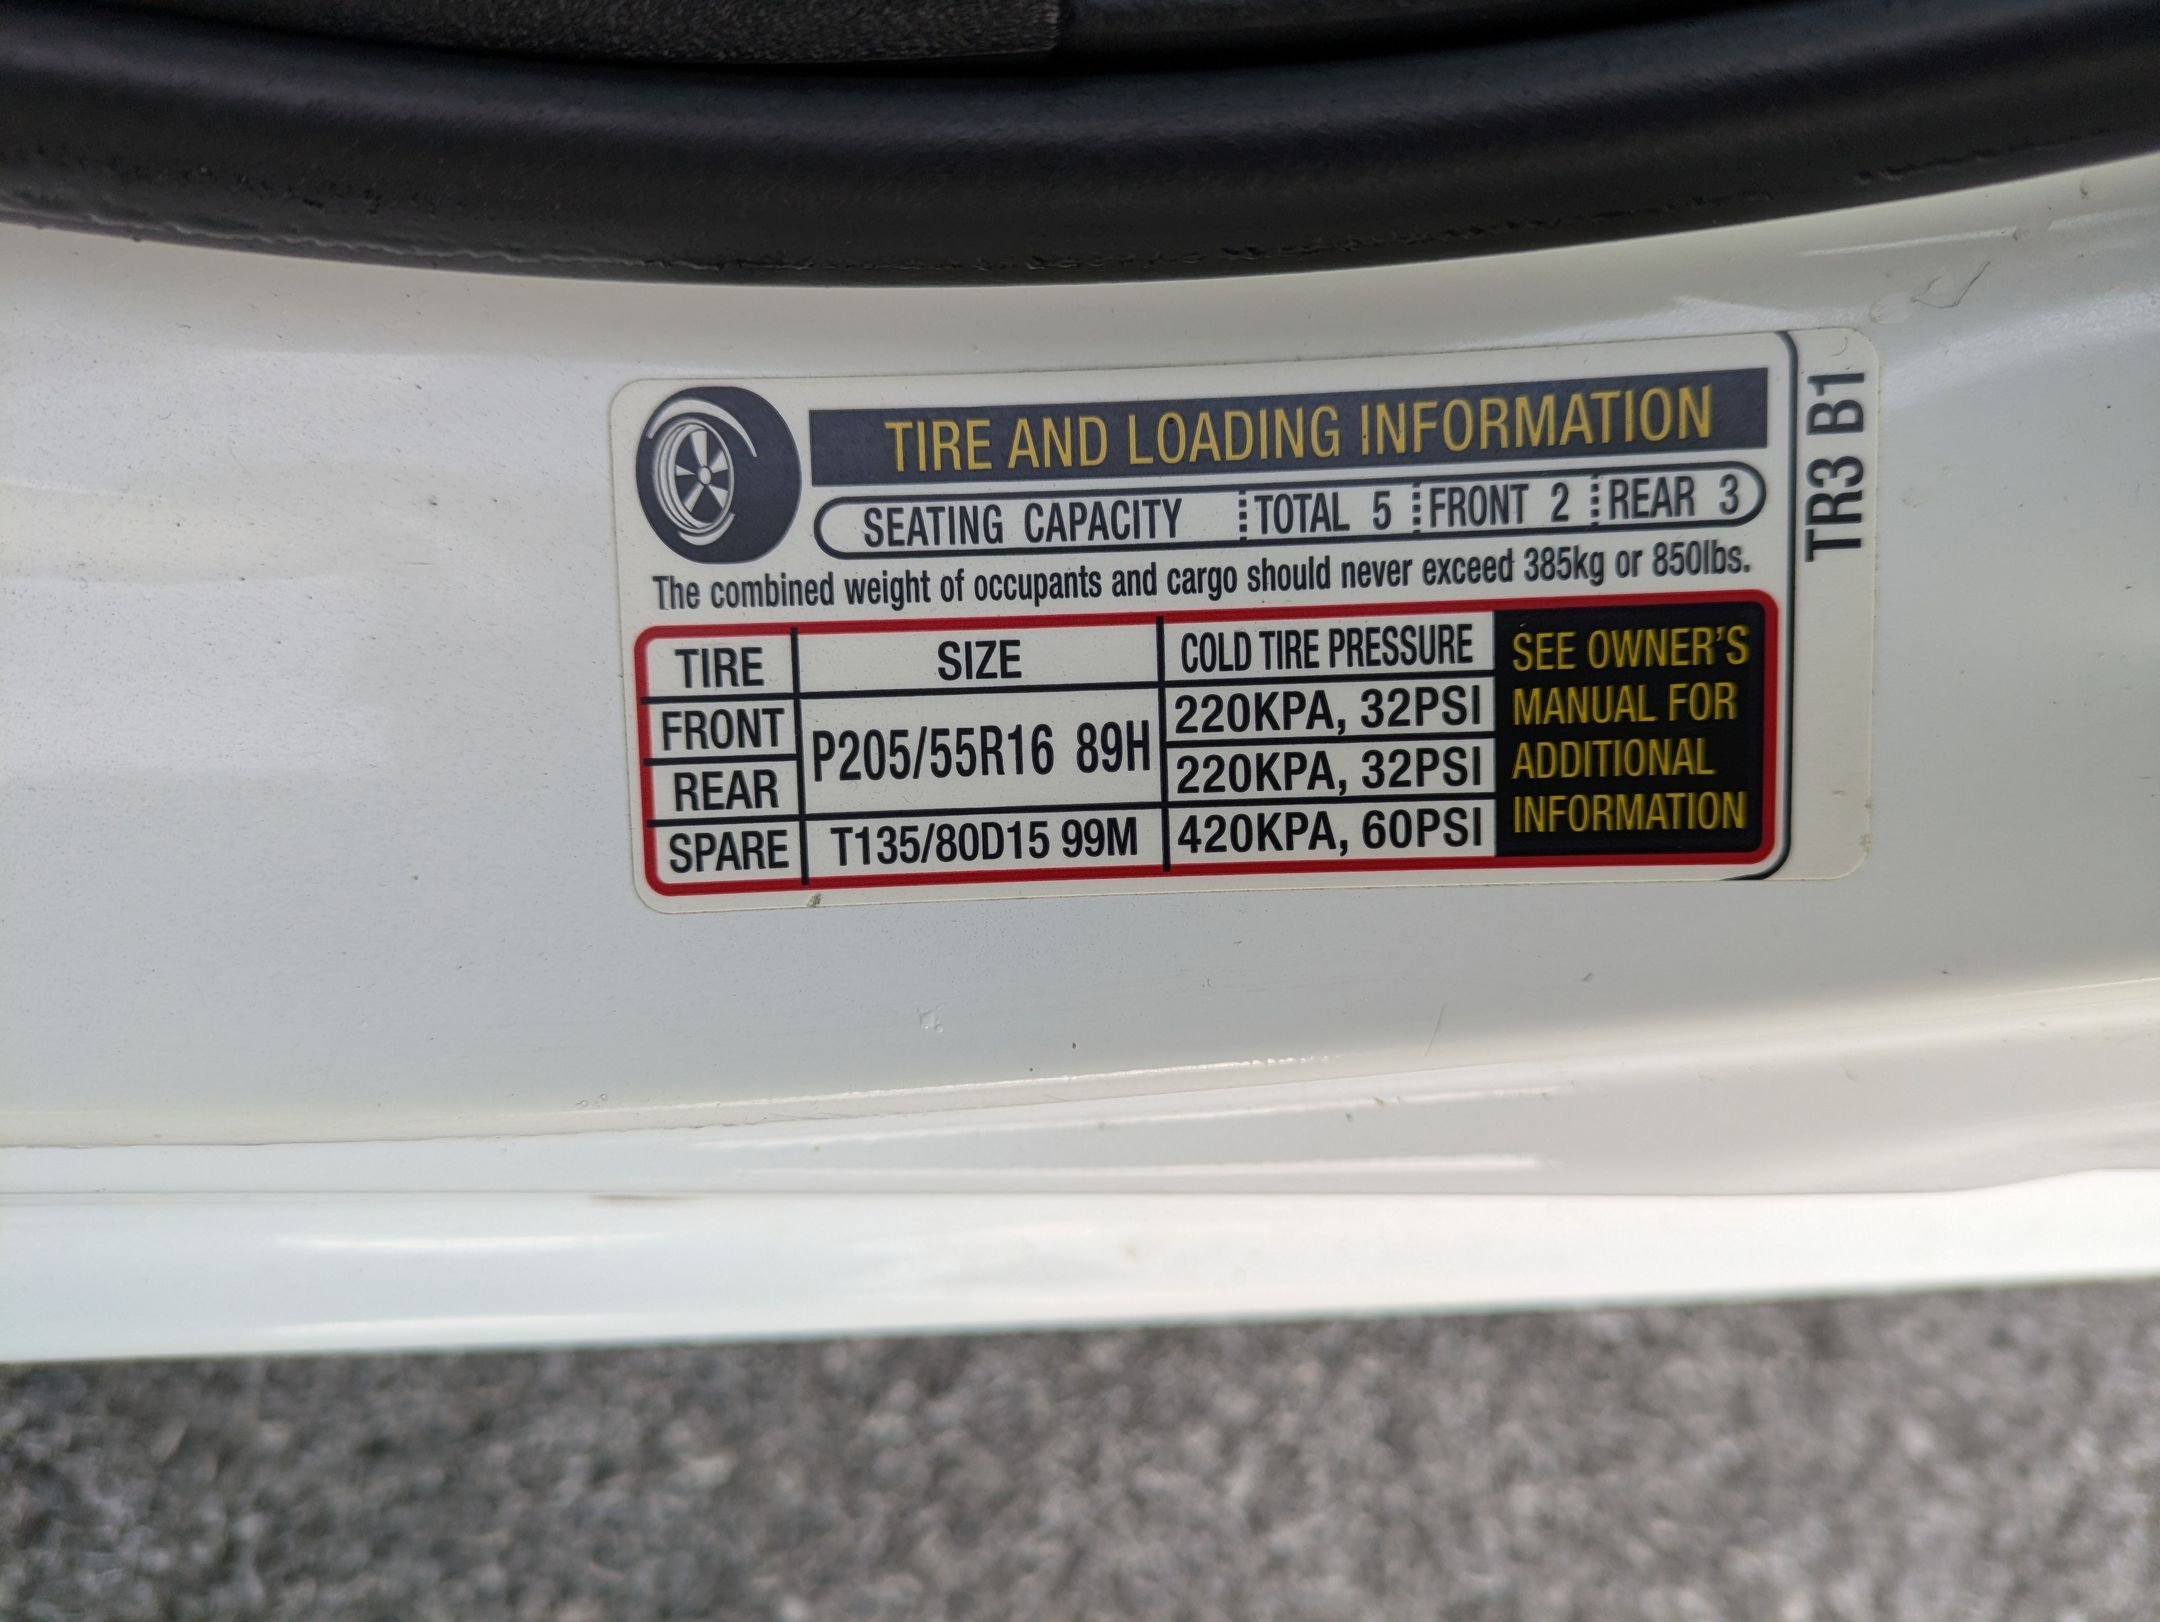 TIRE AND LOADING INFORMATION
SEATING CAPACITY TOTAL 5 FRONT 2 REAR 3
The combined weight of occupants and cargo should never exceed 385kg or 850lbs.
TIRE SIZE COLD TIRE PRESSURE
FRONT P205/55R16 89H 220KPA, 32PSI
REAR 220KPA, 32PSI
SPARE T135/80D15 99M 420KPA, 60PSI
SEE OWNER'S
MANUAL FOR
ADDITIONAL
INFORMATION
TR3 B1